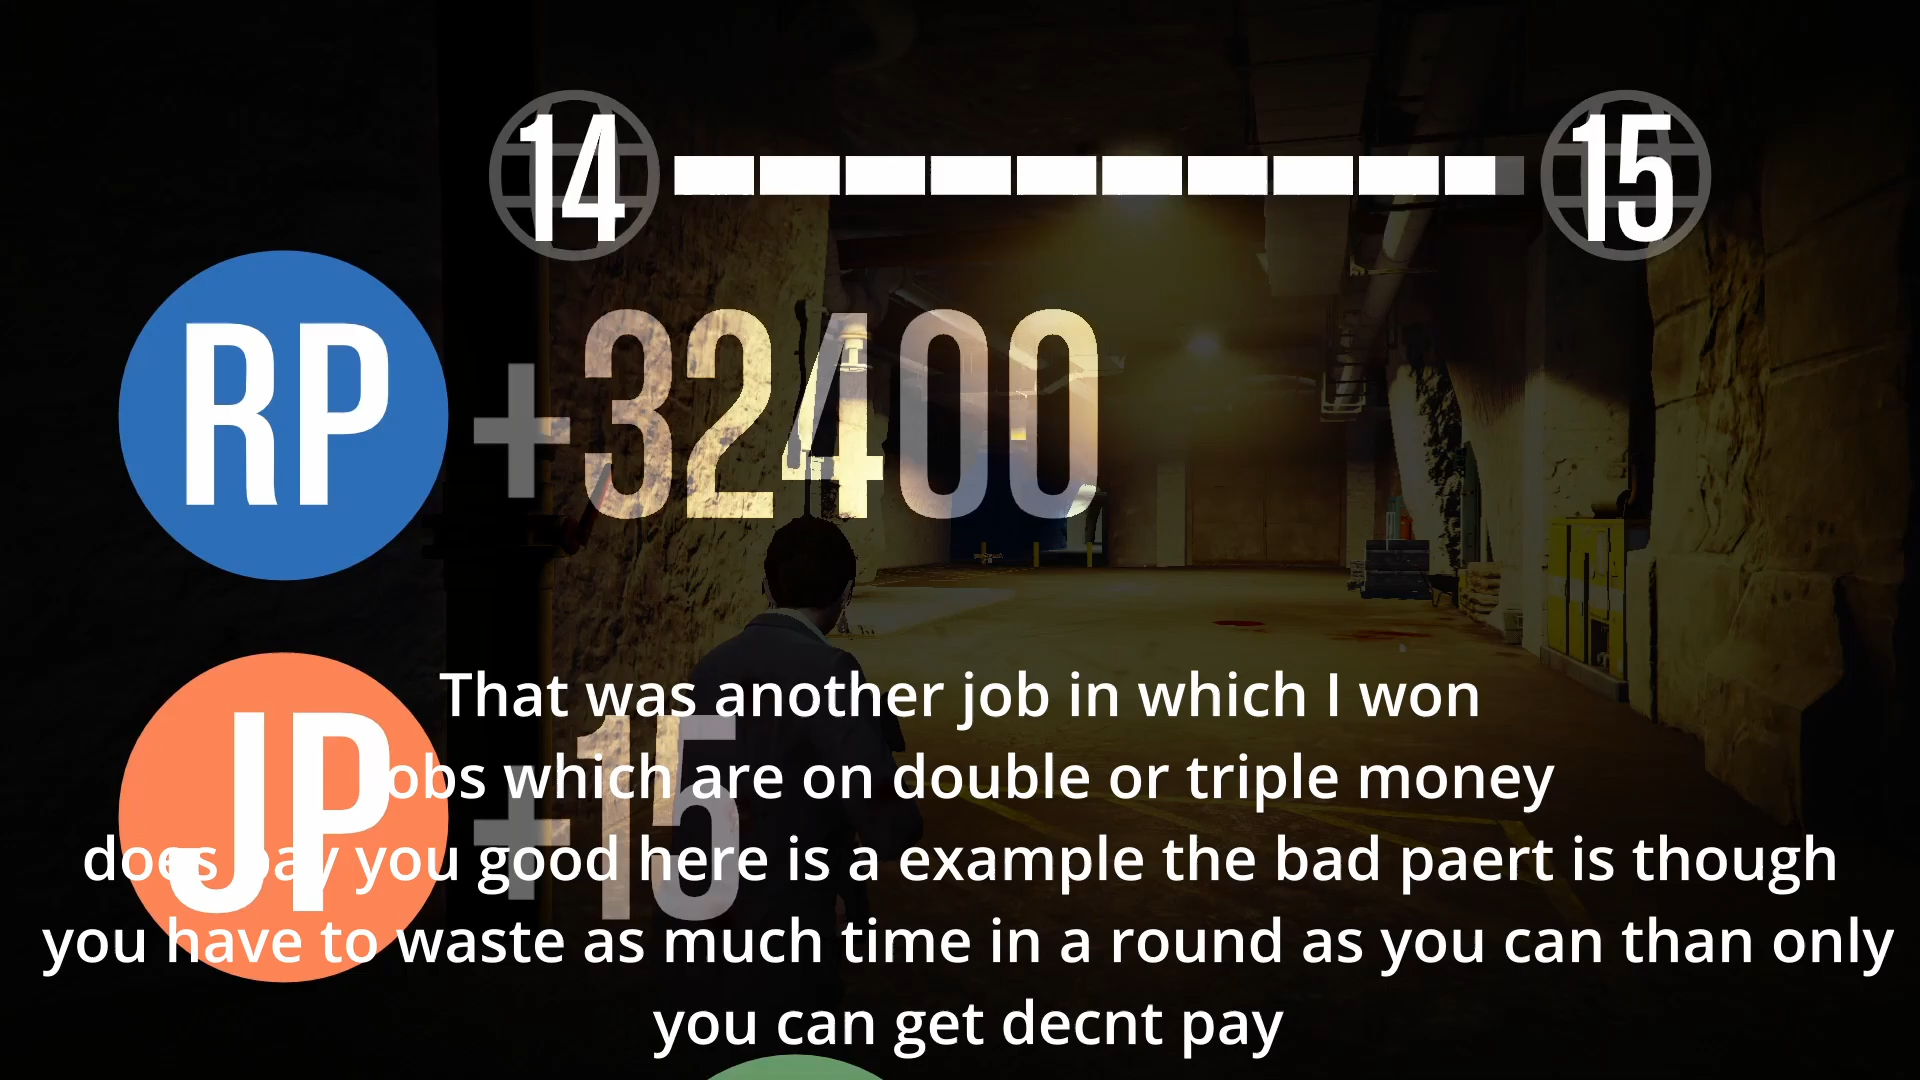 14 15
RP +32400
JP +15
That was another job in which I won
obs which are on double or triple money
does pay you good here is a example the bad paert is though
you have to waste as much time in a round as you can than only
you can get decnt pay